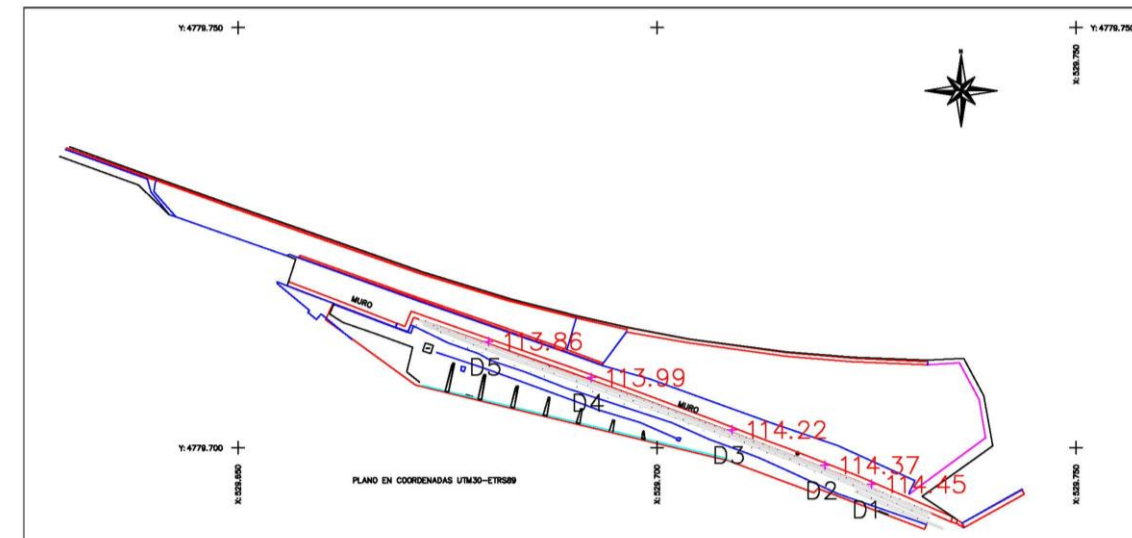 Y: 4779.750
Y: 4779.750
X: 529.750
MURO
113.86
D5
113.99
D4
MURO
114.22
D3
114.37
D2
114.45
D1
Y: 4779.700
X: 529.650
PLANO EN COORDENADAS UTM30-ETRS89
X: 529.700
X: 529.750